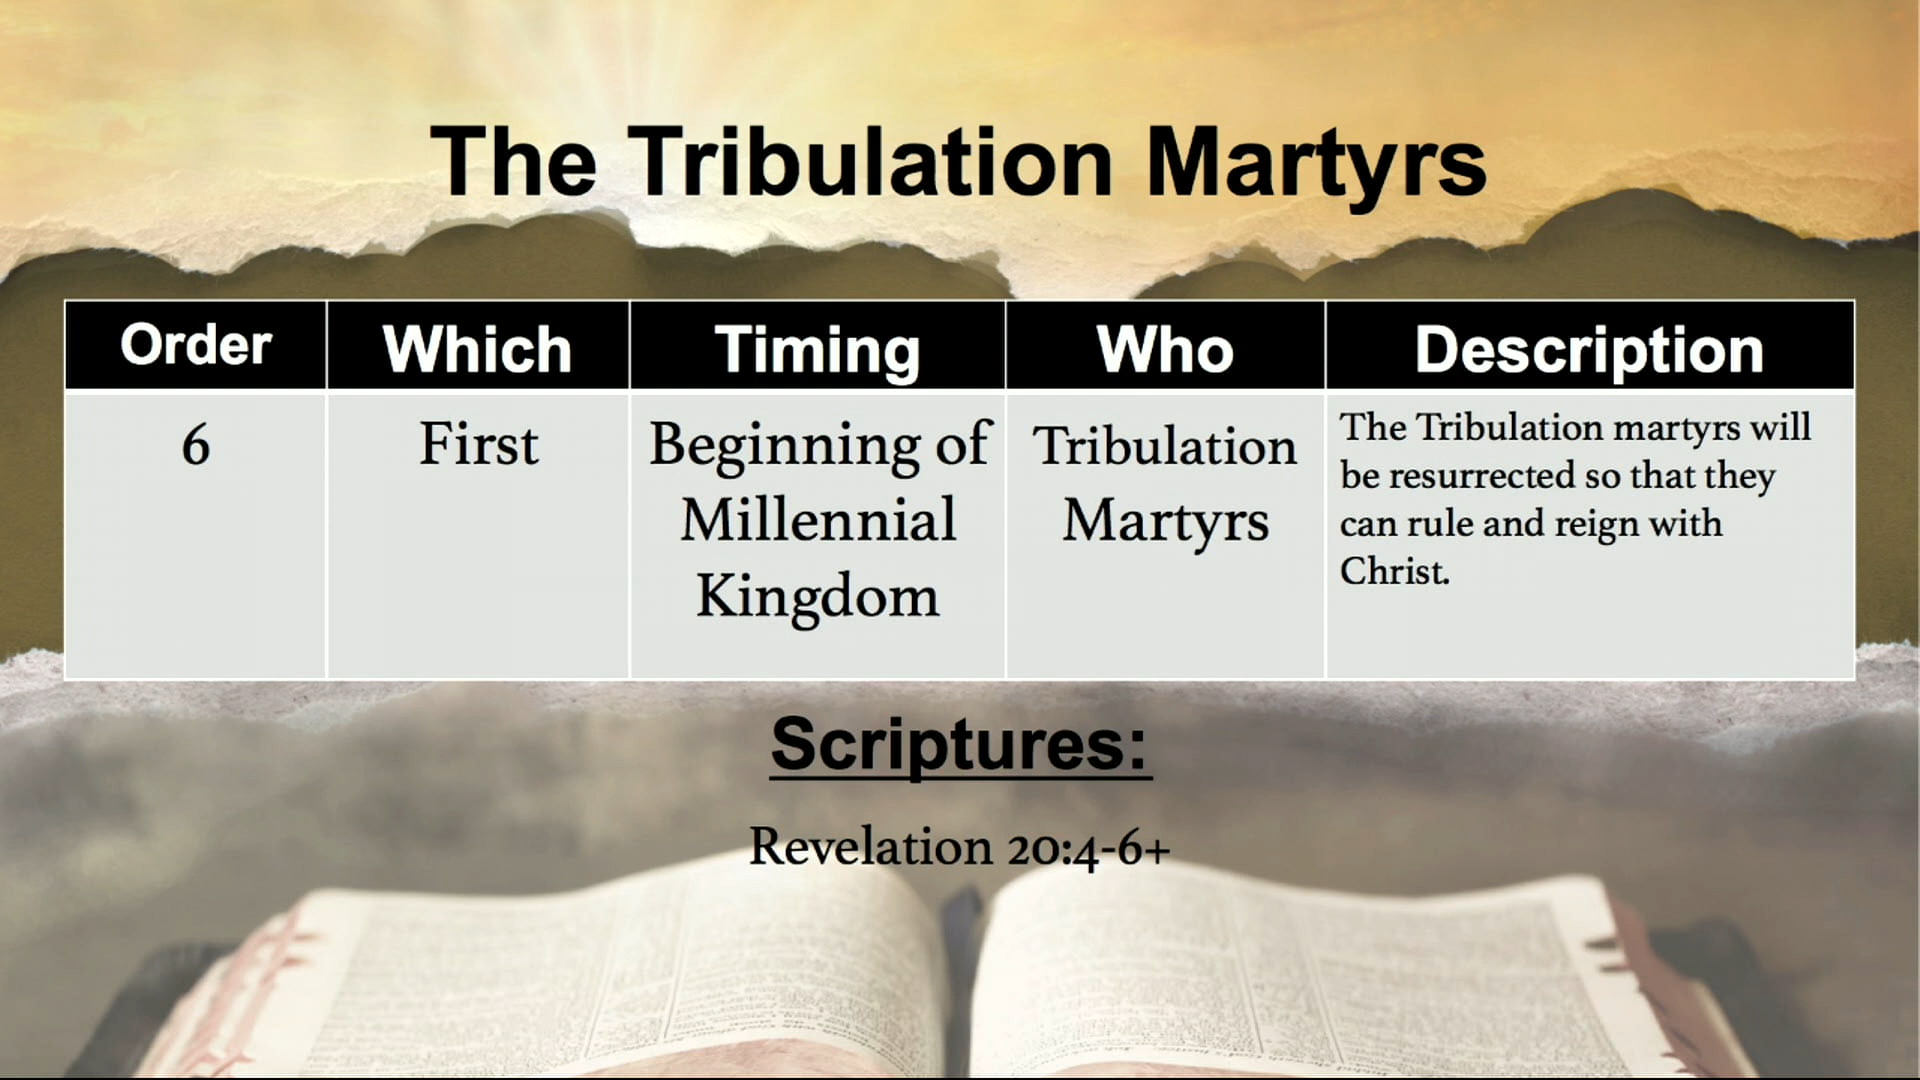 The Tribulation Martyrs
Order Which Timing Who Description
6
First
Beginning of
Millennial
Kingdom
Tribulation
Martyrs
The Tribulation martyrs will
be resurrected so that they
can rule and reign with
Christ.
Scriptures:
Revelation 20:4-6+